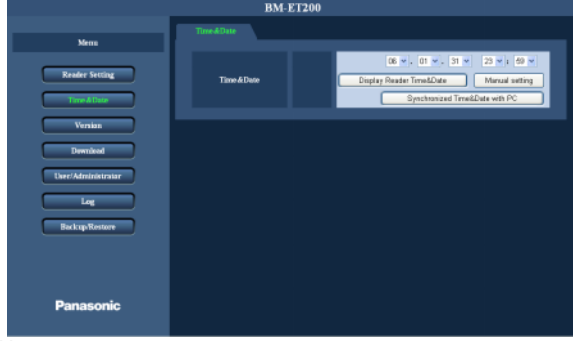 BM-ET200
Menu
Reader Setting
Time&Date
Version
Download
User/Administrator
Log
Backup/Restore
Panasonic
Time&Date
Time&Date
06 . 01 . 31 23 : 59
Display Reader Time&Date Manual setting
Synchronized Time&Date with PC